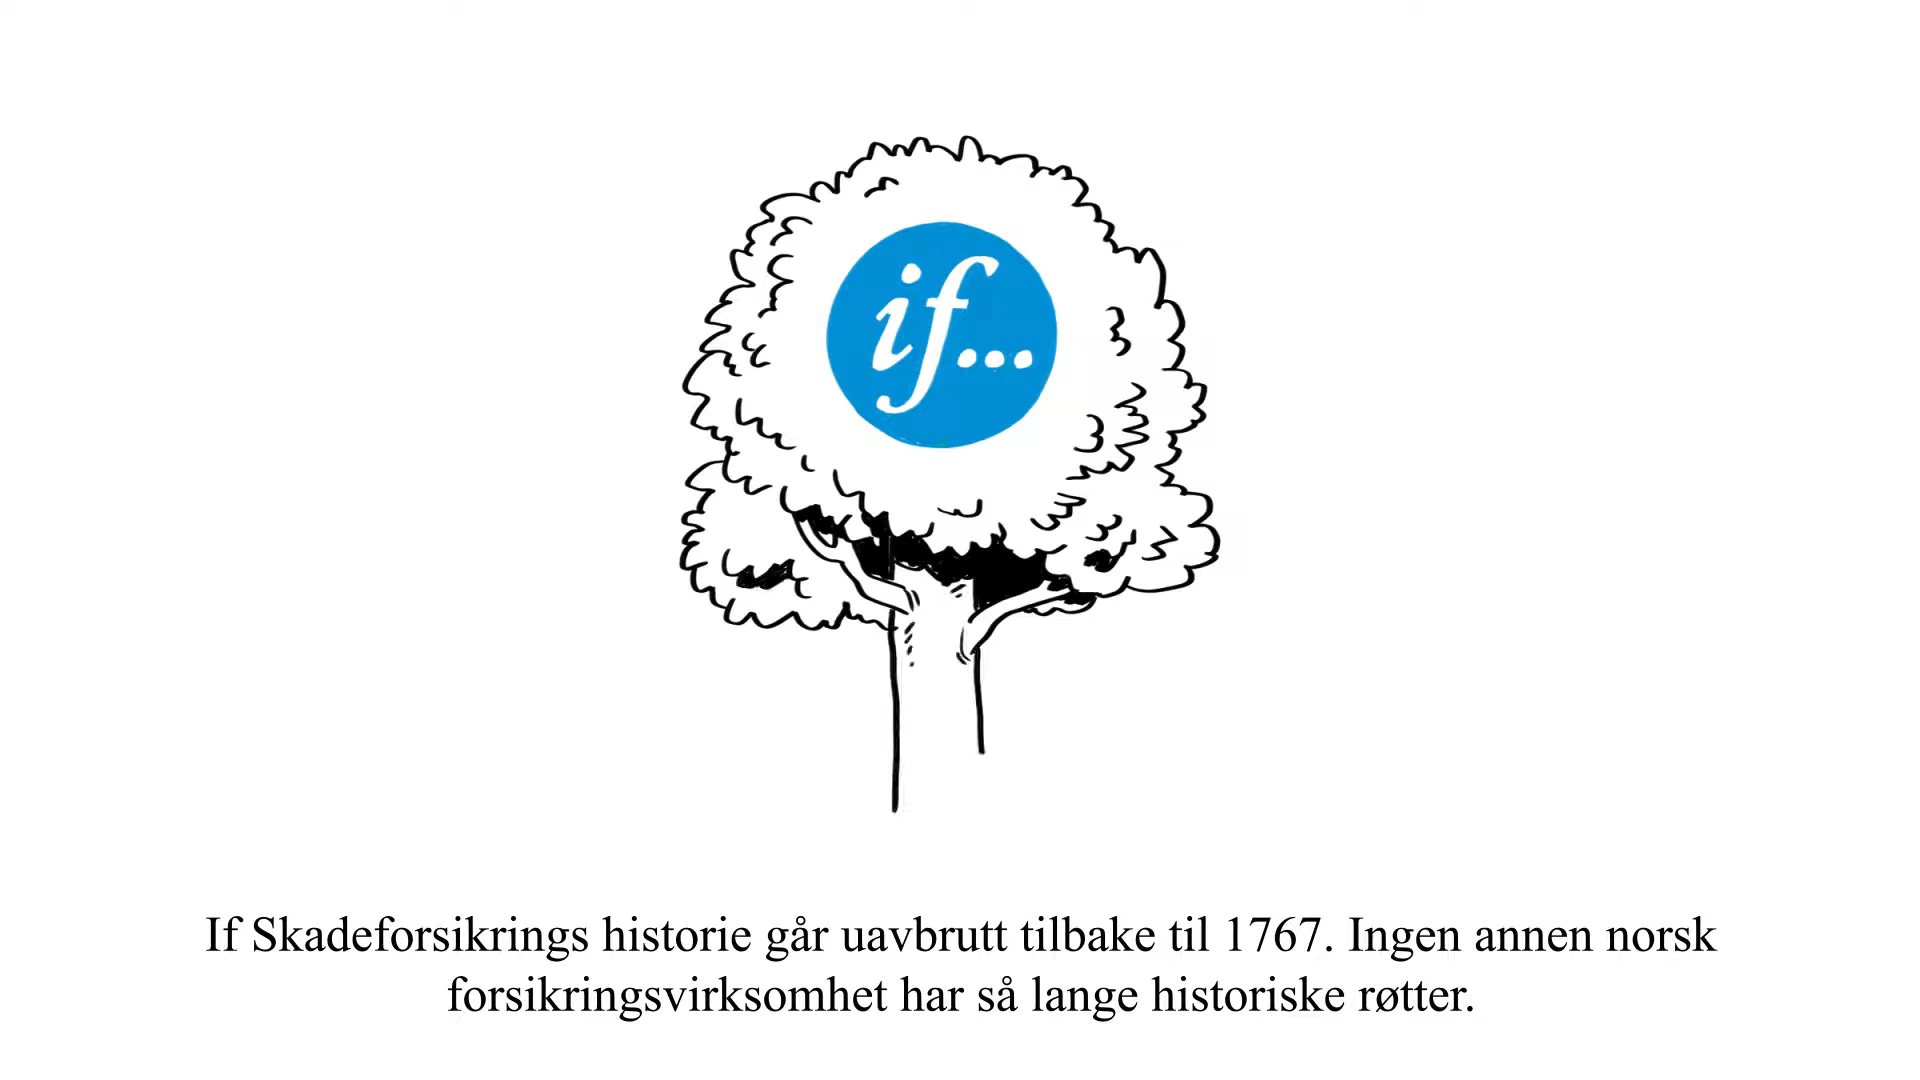 if...
If Skadeforsikrings historie går uavbrutt tilbake til 1767. Ingen annen norsk
forsikringsvirksomhet har så lange historiske røtter.